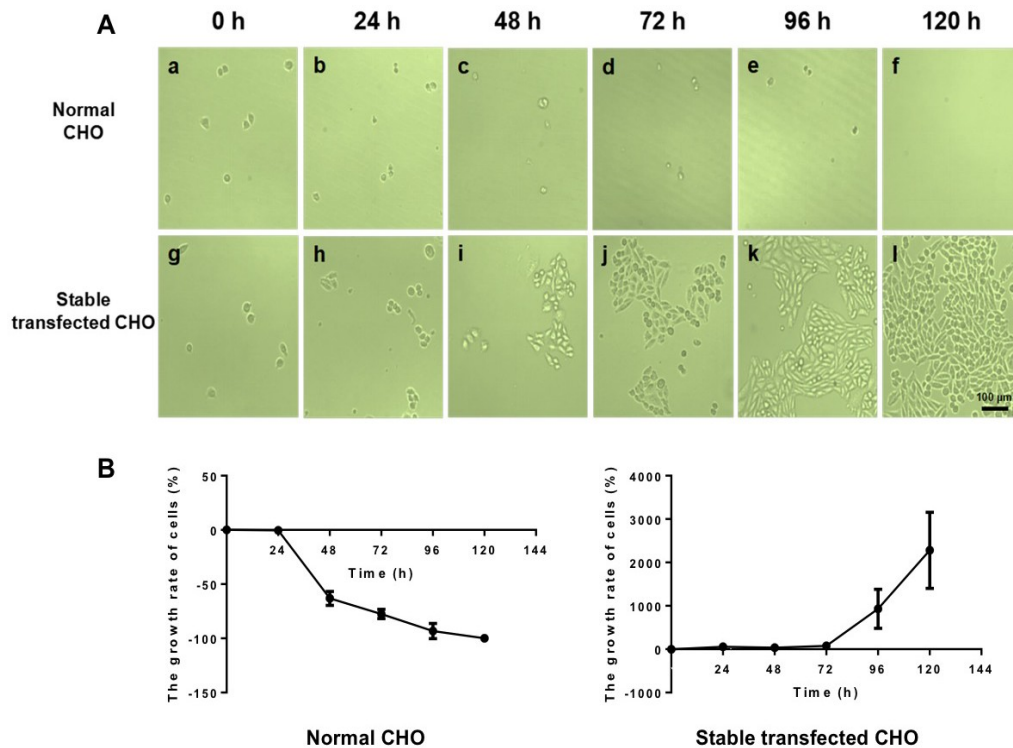 A
0 h 24 h 48 h 72 h 96 h 120 h
Normal
CHO
a b c d e f
Stable
transfected CHO
g h i j k l
100 µm
B
The growth rate of cells (%)
50
0
-50
-100
-150
24 48 72 96 120 144
Time (h)
Normal CHO
The growth rate of cells (%)
4000
3000
2000
1000
0
-1000
24 48 72 96 120 144
Time (h)
Stable transfected CHO